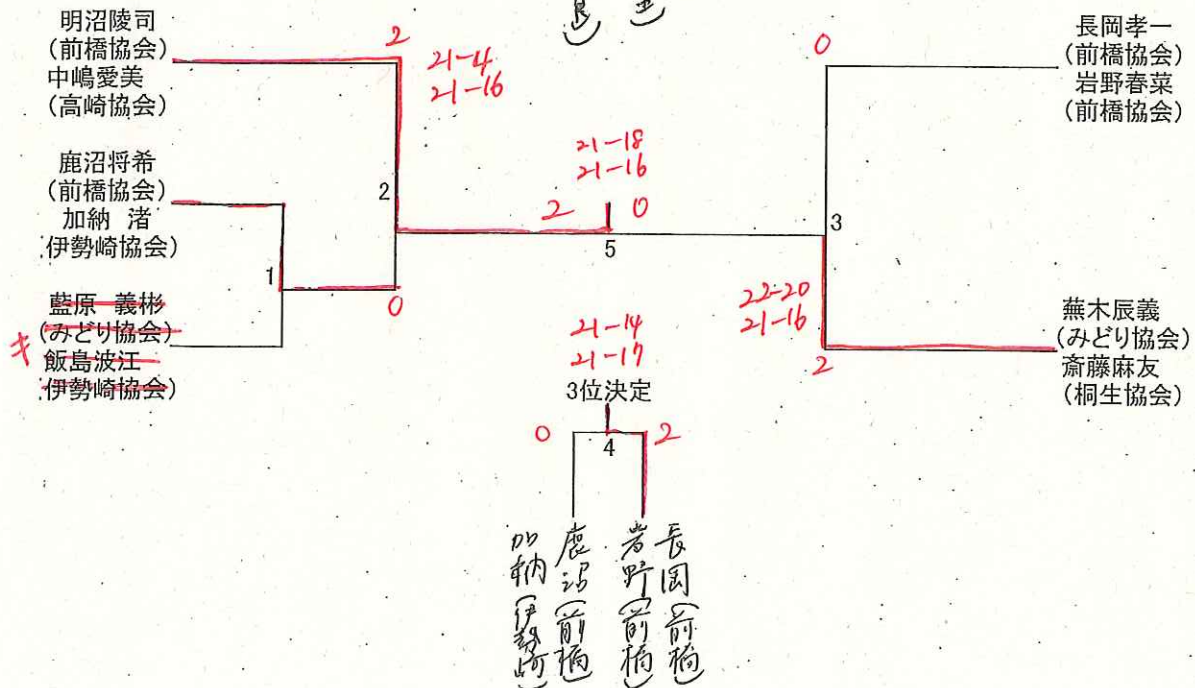 明沼陵司
(前橋協会)
中嶋愛美
(高崎協会)
鹿沼将希
(前橋協会)
加納 渚
(伊勢崎協会)
藍原 義彬
(みどり協会)
飯島波江
(伊勢崎協会)
キ
1
2
2
21-4
21-16
0
21-18
21-16
2 0
5
21-14
21-17
3位決定
0 2
4
加納(伊勢崎)
鹿沼(前橋)
岩野(前橋)
長岡(前橋)
0
3
22-20
21-16
2
長岡孝一
(前橋協会)
岩野春菜
(前橋協会)
蕪木辰義
(みどり協会)
斎藤麻友
(桐生協会)